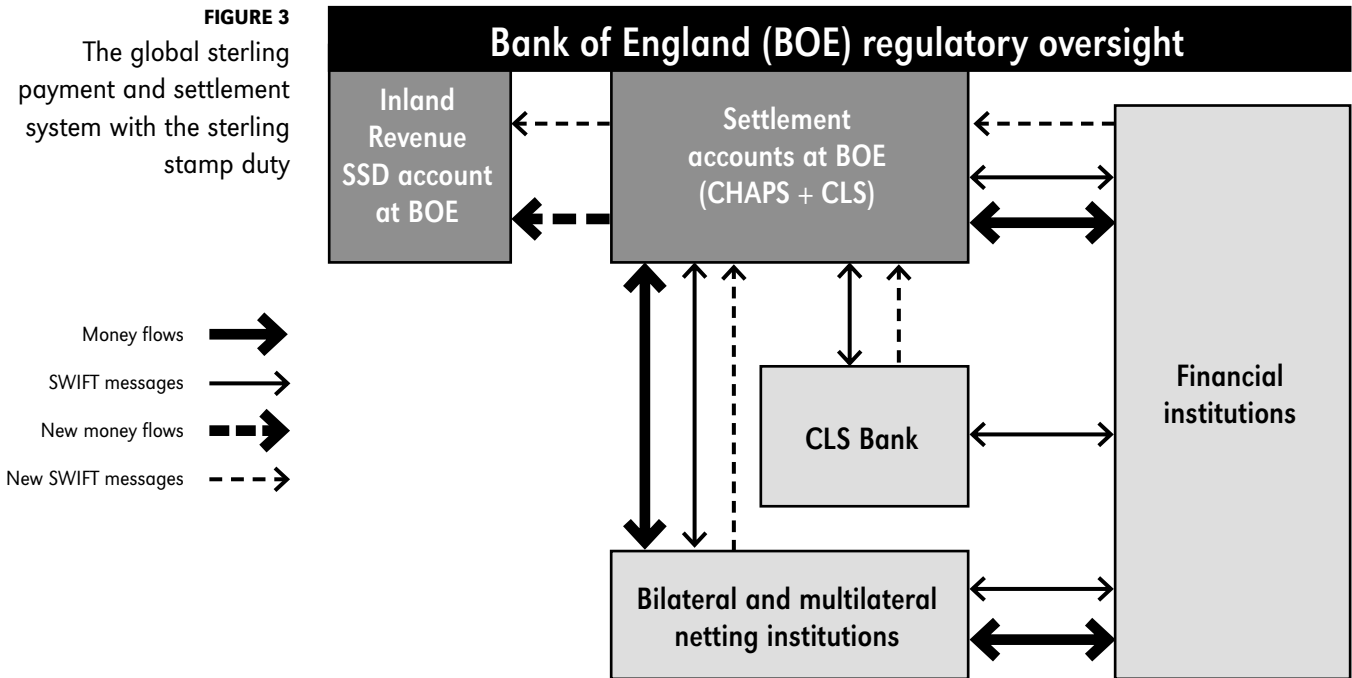 FIGURE 3
The global sterling
payment and settlement
system with the sterling
stamp duty
Bank of England (BOE) regulatory oversight
Inland
Revenue
SSD account
at BOE
Settlement
accounts at BOE
(CHAPS + CLS)
Financial
institutions
CLS Bank
Bilateral and multilateral
netting institutions
Money flows
SWIFT messages
New money flows
New SWIFT messages